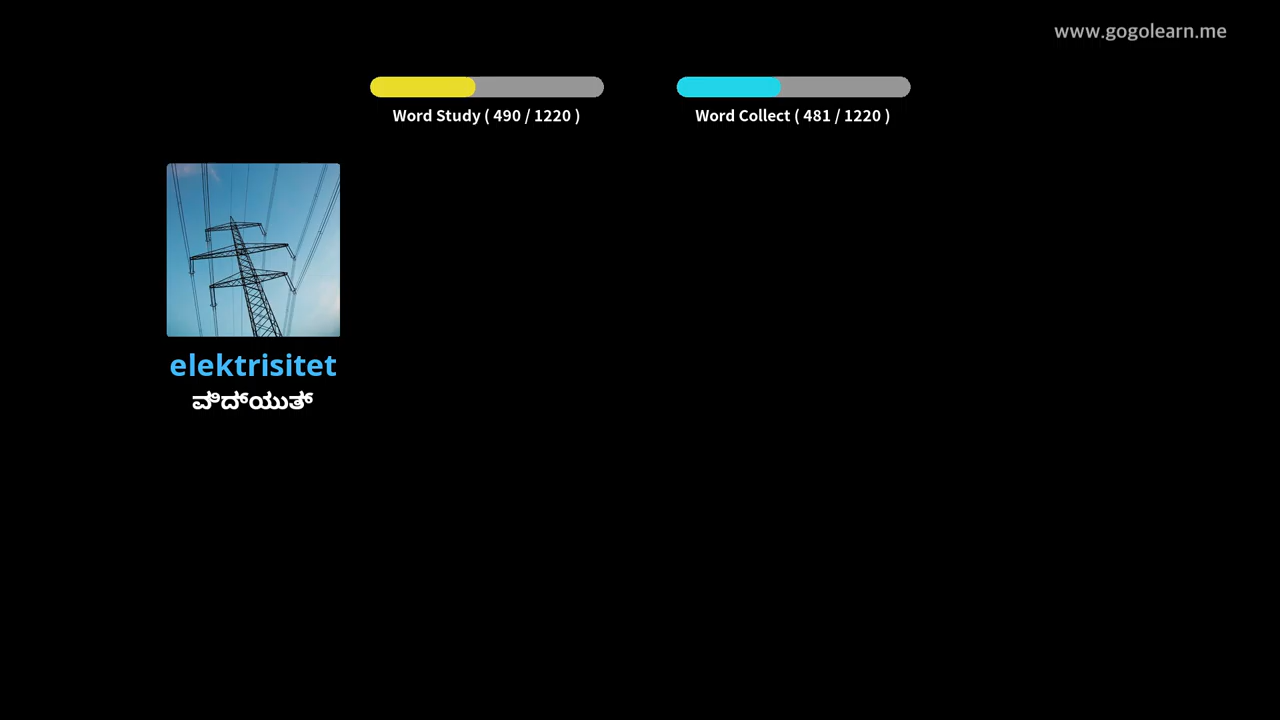 www.gogolearn.me
Word Study ( 490 / 1220 )
Word Collect ( 481 / 1220 )
elektrisitet
ವಿದ್ಯುತ್